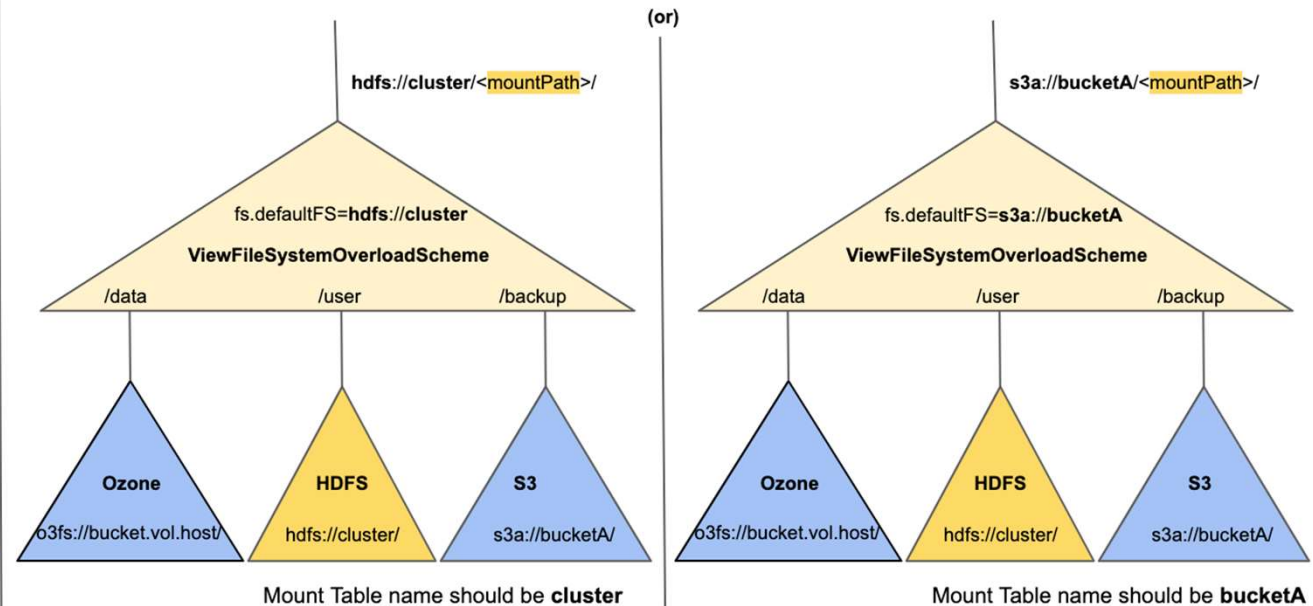 (or)
hdfs://cluster/<mountPath>/
fs.defaultFS=hdfs://cluster
ViewFileSystemOverloadScheme
/data
/user
/backup
Ozone
o3fs://bucket.vol.host/
HDFS
hdfs://cluster/
S3
s3a://bucketA/
Mount Table name should be cluster
s3a://bucketA/<mountPath>/
fs.defaultFS=s3a://bucketA
ViewFileSystemOverloadScheme
/data
/user
/backup
Ozone
o3fs://bucket.vol.host/
HDFS
hdfs://cluster/
S3
s3a://bucketA/
Mount Table name should be bucketA